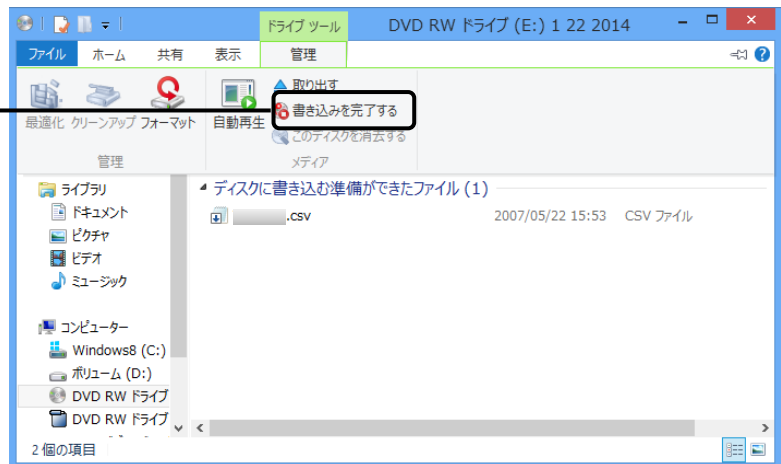 ドライブ ツール DVD RW ドライブ (E:) 1 22 2014
ファイル ホーム 共有 表示 管理
最適化 クリーンアップ フォーマット 自動再生
取り出す
書き込みを完了する
このディスクを消去する
管理 メディア
ライブラリ
ドキュメント
ピクチャ
ビデオ
ミュージック
コンピューター
Windows8 (C:)
ボリューム (D:)
DVD RW ドライブ
DVD RW ドライブ
ディスクに書き込む準備ができたファイル (1)
.csv 2007/05/22 15:53 CSV ファイル
2 個の項目